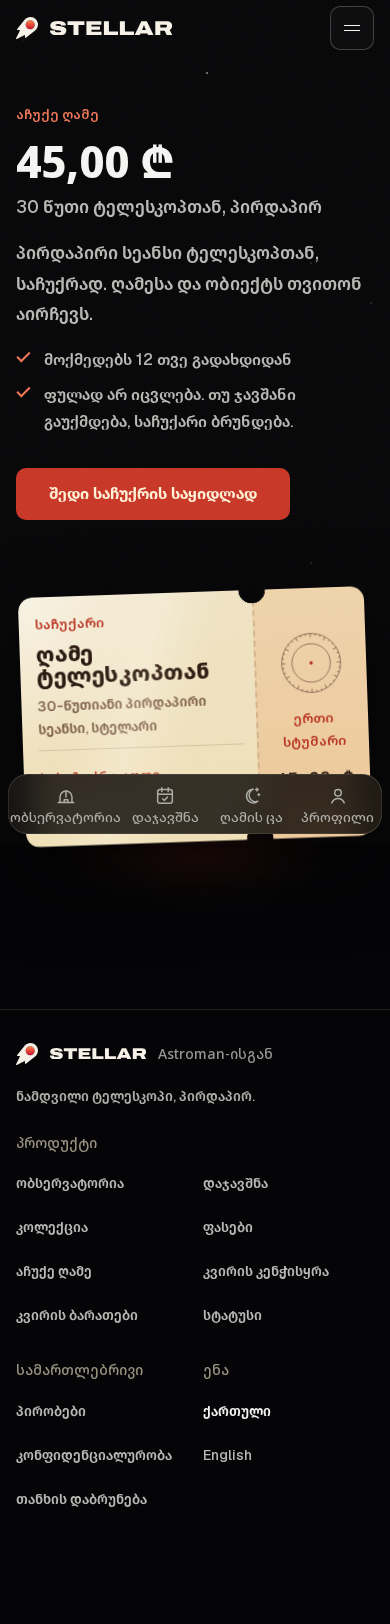 STELLAR
აჩუქე ღამე
45,00 ₾
30 წუთი ტელესკოპთან, პირდაპირ
პირდაპირი სეანსი ტელესკოპთან,
საჩუქრად. ღამესა და ობიექტს თვითონ
აირჩევს.
მოქმედებს 12 თვე გადახდიდან
ფულად არ იცვლება. თუ ჯავშანი
გაუქმდება, საჩუქარი ბრუნდება.
შედი საჩუქრის საყიდლად
საჩუქარი
ღამე
ტელესკოპთან
30-წუთიანი პირდაპირი
სეანსი, სტელარი
ერთი
სტუმარი
ობსერვატორია
დაჯავშნა
ღამის ცა
პროფილი
STELLAR Astroman-ისგან
ნამდვილი ტელესკოპი, პირდაპირ.
პროდუქტი
ობსერვატორია
დაჯავშნა
კოლექცია
ფასები
აჩუქე ღამე
კვირის კენჭისყრა
კვირის ბარათები
სტატუსი
სამართლებრივი
ენა
პირობები
ქართული
კონფიდენციალურობა
English
თანხის დაბრუნება